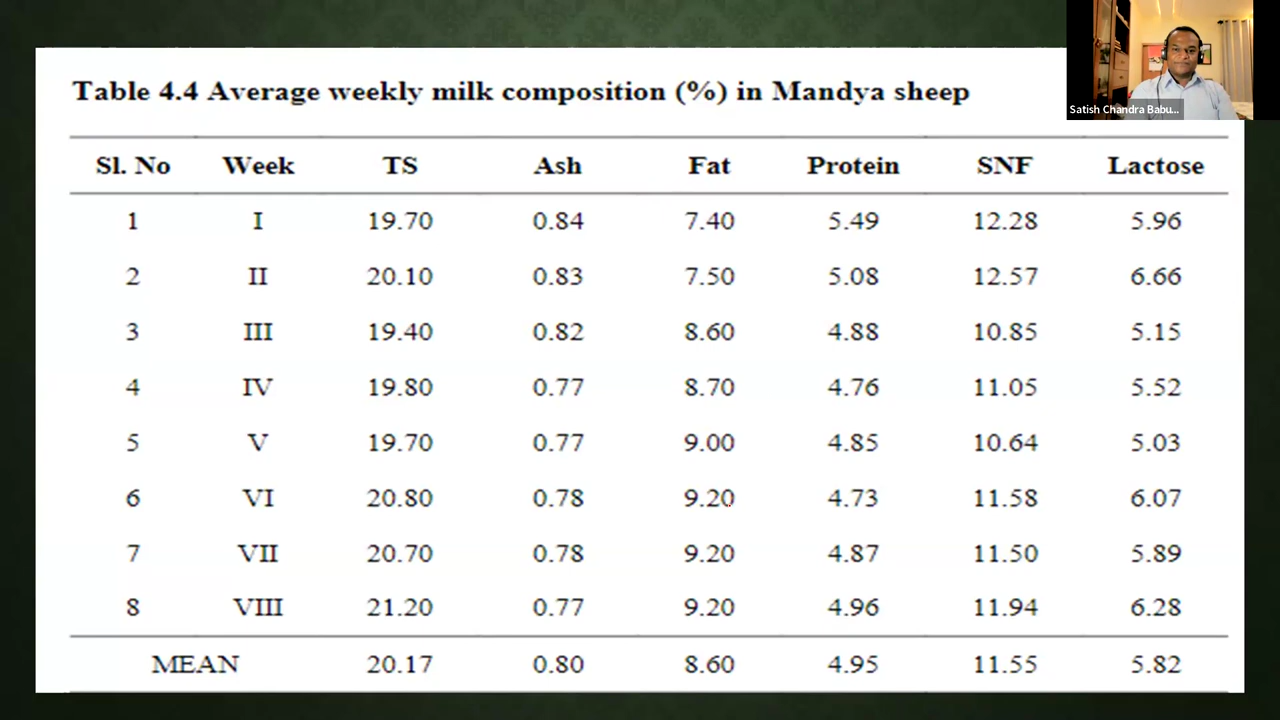 Table 4.4 Average weekly milk composition (%) in Mandya sheep
Satish Chandra Babu...
Sl. No Week TS Ash Fat Protein SNF Lactose
1 I 19.70 0.84 7.40 5.49 12.28 5.96
2 II 20.10 0.83 7.50 5.08 12.57 6.66
3 III 19.40 0.82 8.60 4.88 10.85 5.15
4 IV 19.80 0.77 8.70 4.76 11.05 5.52
5 V 19.70 0.77 9.00 4.85 10.64 5.03
6 VI 20.80 0.78 9.20 4.73 11.58 6.07
7 VII 20.70 0.78 9.20 4.87 11.50 5.89
8 VIII 21.20 0.77 9.20 4.96 11.94 6.28
MEAN 20.17 0.80 8.60 4.95 11.55 5.82